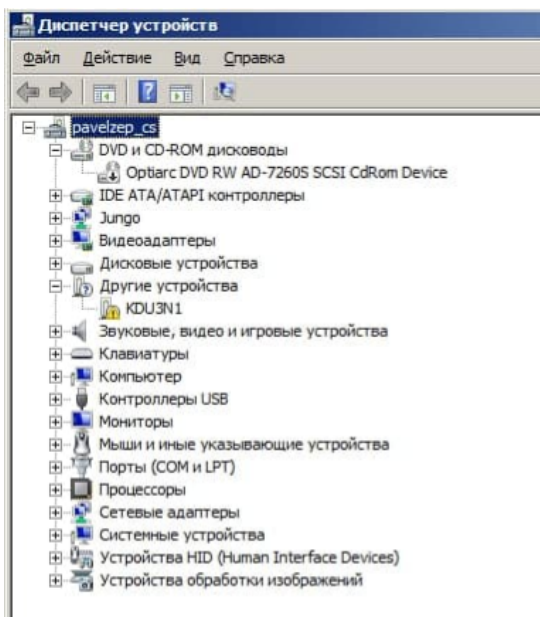 Диспетчер устройств
Файл Действие Вид Справка
pavelzep_cs
DVD и CD-ROM дисководы
Optiarc DVD RW AD-7260S SCSI CdRom Device
IDE ATA/ATAPI контроллеры
Jungo
Видеоадаптеры
Дисковые устройства
Другие устройства
KDU3N1
Звуковые, видео и игровые устройства
Клавиатуры
Компьютер
Контроллеры USB
Мониторы
Мыши и иные указывающие устройства
Порты (COM и LPT)
Процессоры
Сетевые адаптеры
Системные устройства
Устройства HID (Human Interface Devices)
Устройства обработки изображений